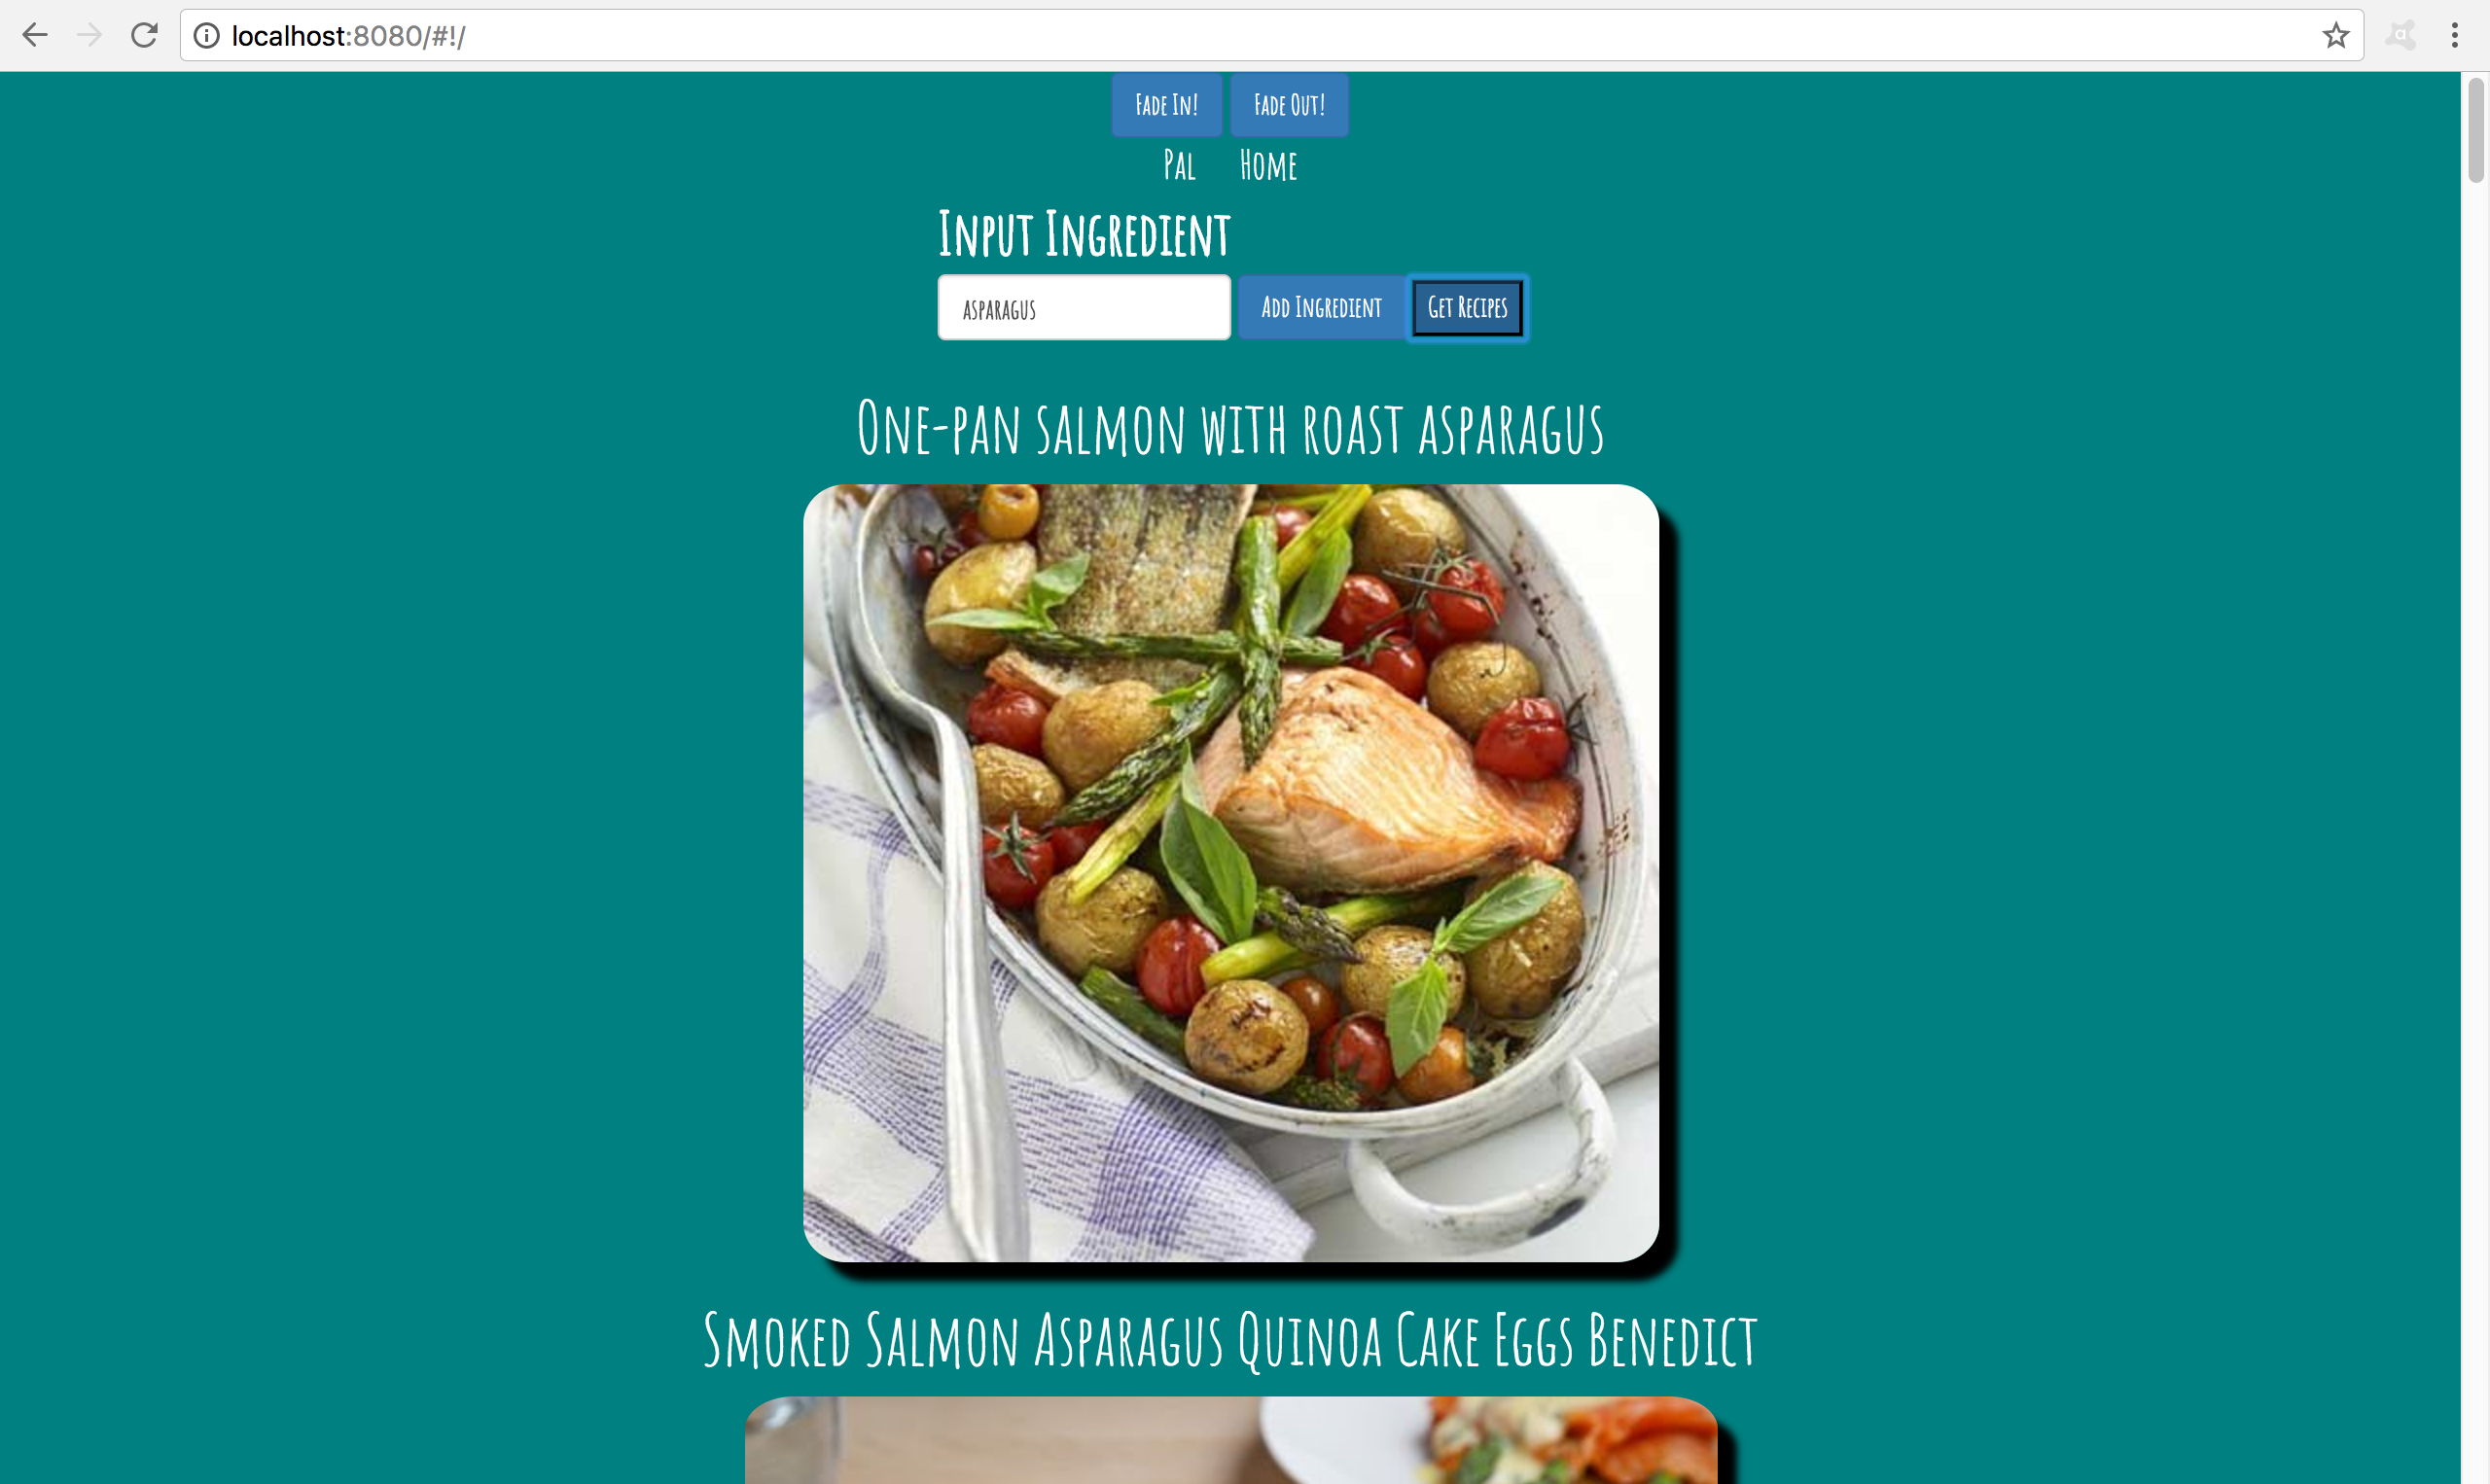 localhost:8080/#!/
Fade In! Fade Out!
Pal Home
Input Ingredient
asparagus Add Ingredient Get Recipes
One-pan salmon with roast asparagus
Smoked Salmon Asparagus Quinoa Cake Eggs Benedict